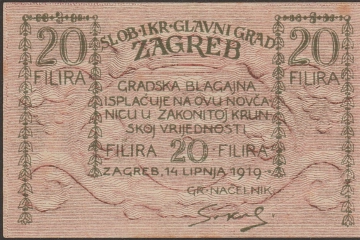 SLOB. I KR. GLAVNI GRAD
ZAGREB
20
FILIRA
20
FILIRA
GRADSKA BLAGAJNA
ISPLAĆUJE NA OVU NOVČA-
NICU U ZAKONITOJ KRUN-
SKOJ VRIJEDNOSTI
FILIRA 20 FILIRA
ZAGREB, 14 LIPNJA 1919
GR. NAČELNIK